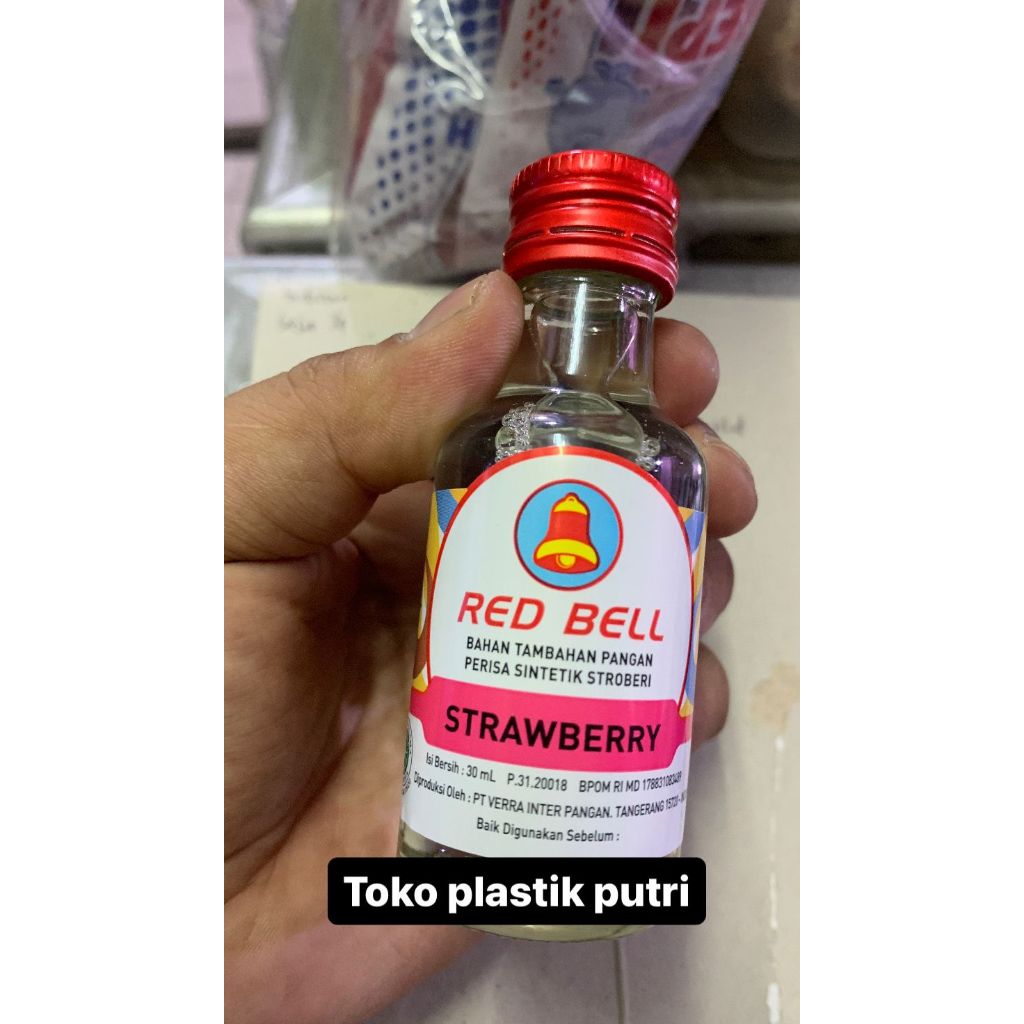 RED BELL
BAHAN TAMBAHAN PANGAN
PERISA SINTETIK STROBERI
STRAWBERRY
Isi Bersih : 30 mL P.31.20018 BPOM RI MD
Diproduksi Oleh : PT VERRA INTER PANGAN. TANGERANG
Baik Digunakan Sebelum :
Toko plastik putri